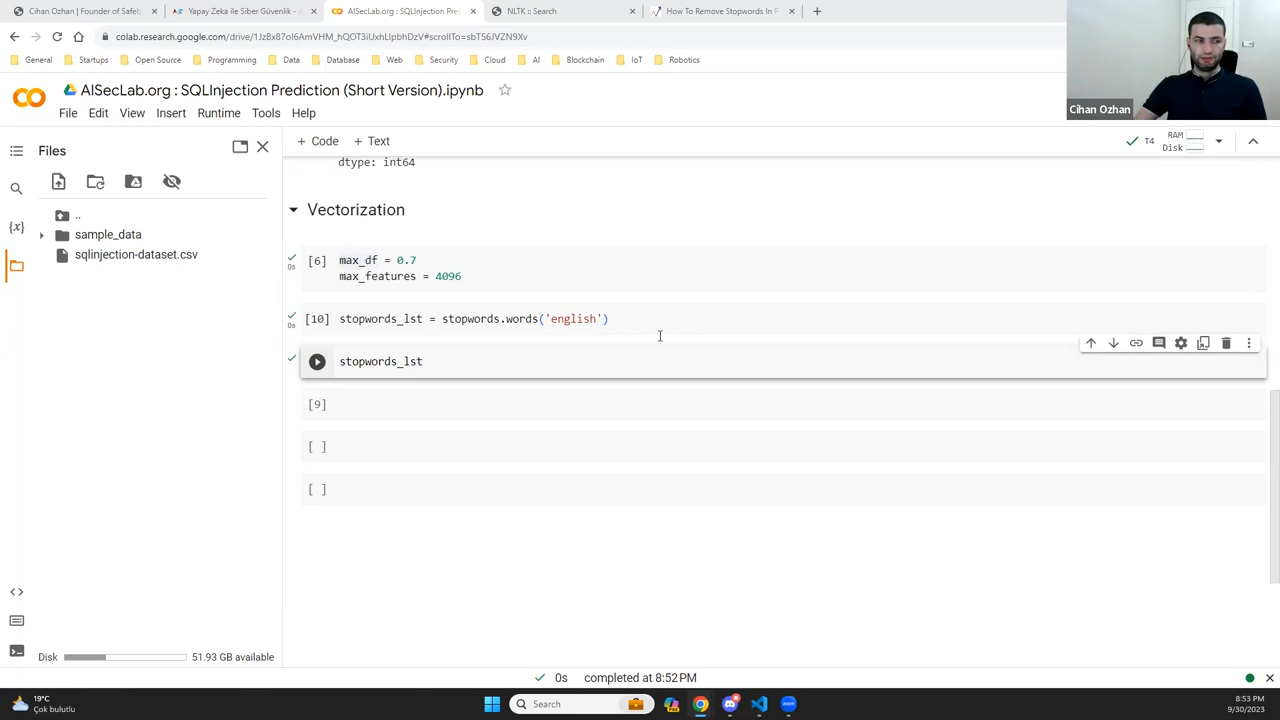 Cihan Ozhan | Founder of Safeb
Yapay Zeka ile Siber Güvenlik -
AISecLab.org : SQLInjection Pred
NLTK :: Search
How To Remove Stopwords In P
colab.research.google.com/drive/1JzBx87oI6AmVHM_hQOT3iUxhLlpbhDzV#scrollTo=sbT56JVZN9Xv
General Startups Open Source Programming Data Database Web Security Cloud AI Blockchain IoT Robotics
AISecLab.org : SQLInjection Prediction (Short Version).ipynb
Cihan Ozhan
File Edit View Insert Runtime Tools Help
Files
+ Code + Text
T4
RAM
Disk
dtype: int64
..
sample_data
sqlinjection-dataset.csv
Vectorization
0s
[6]
max_df = 0.7
max_features = 4096
0s
[10]
stopwords_lst = stopwords.words('english')
stopwords_lst
[9]
[ ]
[ ]
{x}
Disk 51.93 GB available
0s completed at 8:52 PM
19°C
Çok bulutlu
Search
8:53 PM
9/30/2023